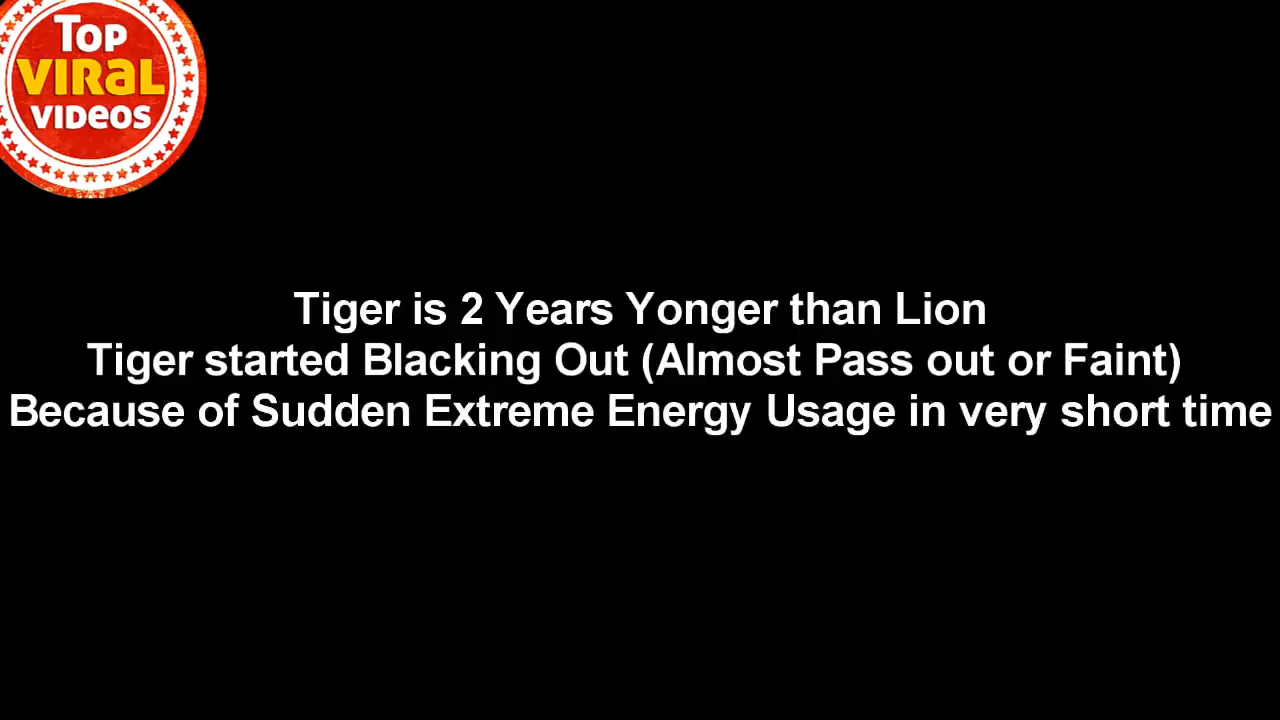 TOP
VIRaL
VIDeOS
Tiger is 2 Years Yonger than Lion
Tiger started Blacking Out (Almost Pass out or Faint)
Because of Sudden Extreme Energy Usage in very short time